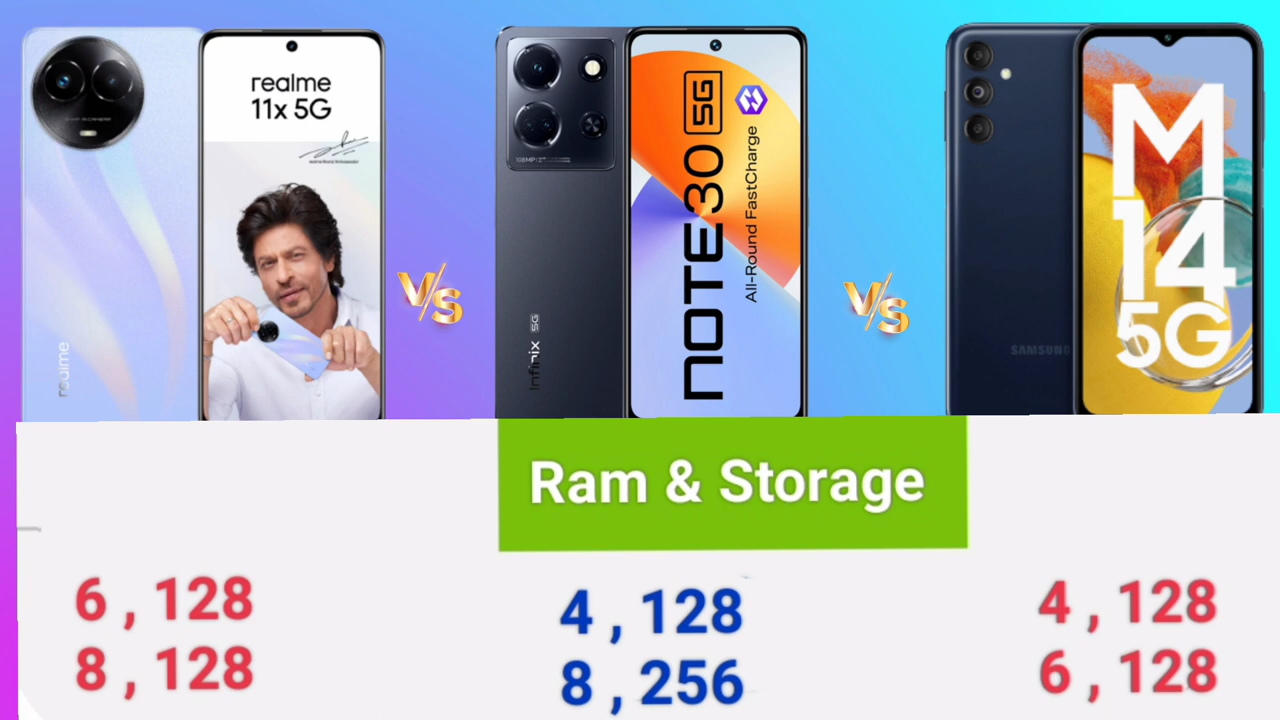 realme
11x 5G
realme
VS
108MP
Infinix 5G
NOTE 30 5G
All-Round FastCharge
VS
SAMSUNG
M
14
5G
Ram & Storage
6 , 128
8 , 128
4 , 128
8 , 256
4 , 128
6 , 128